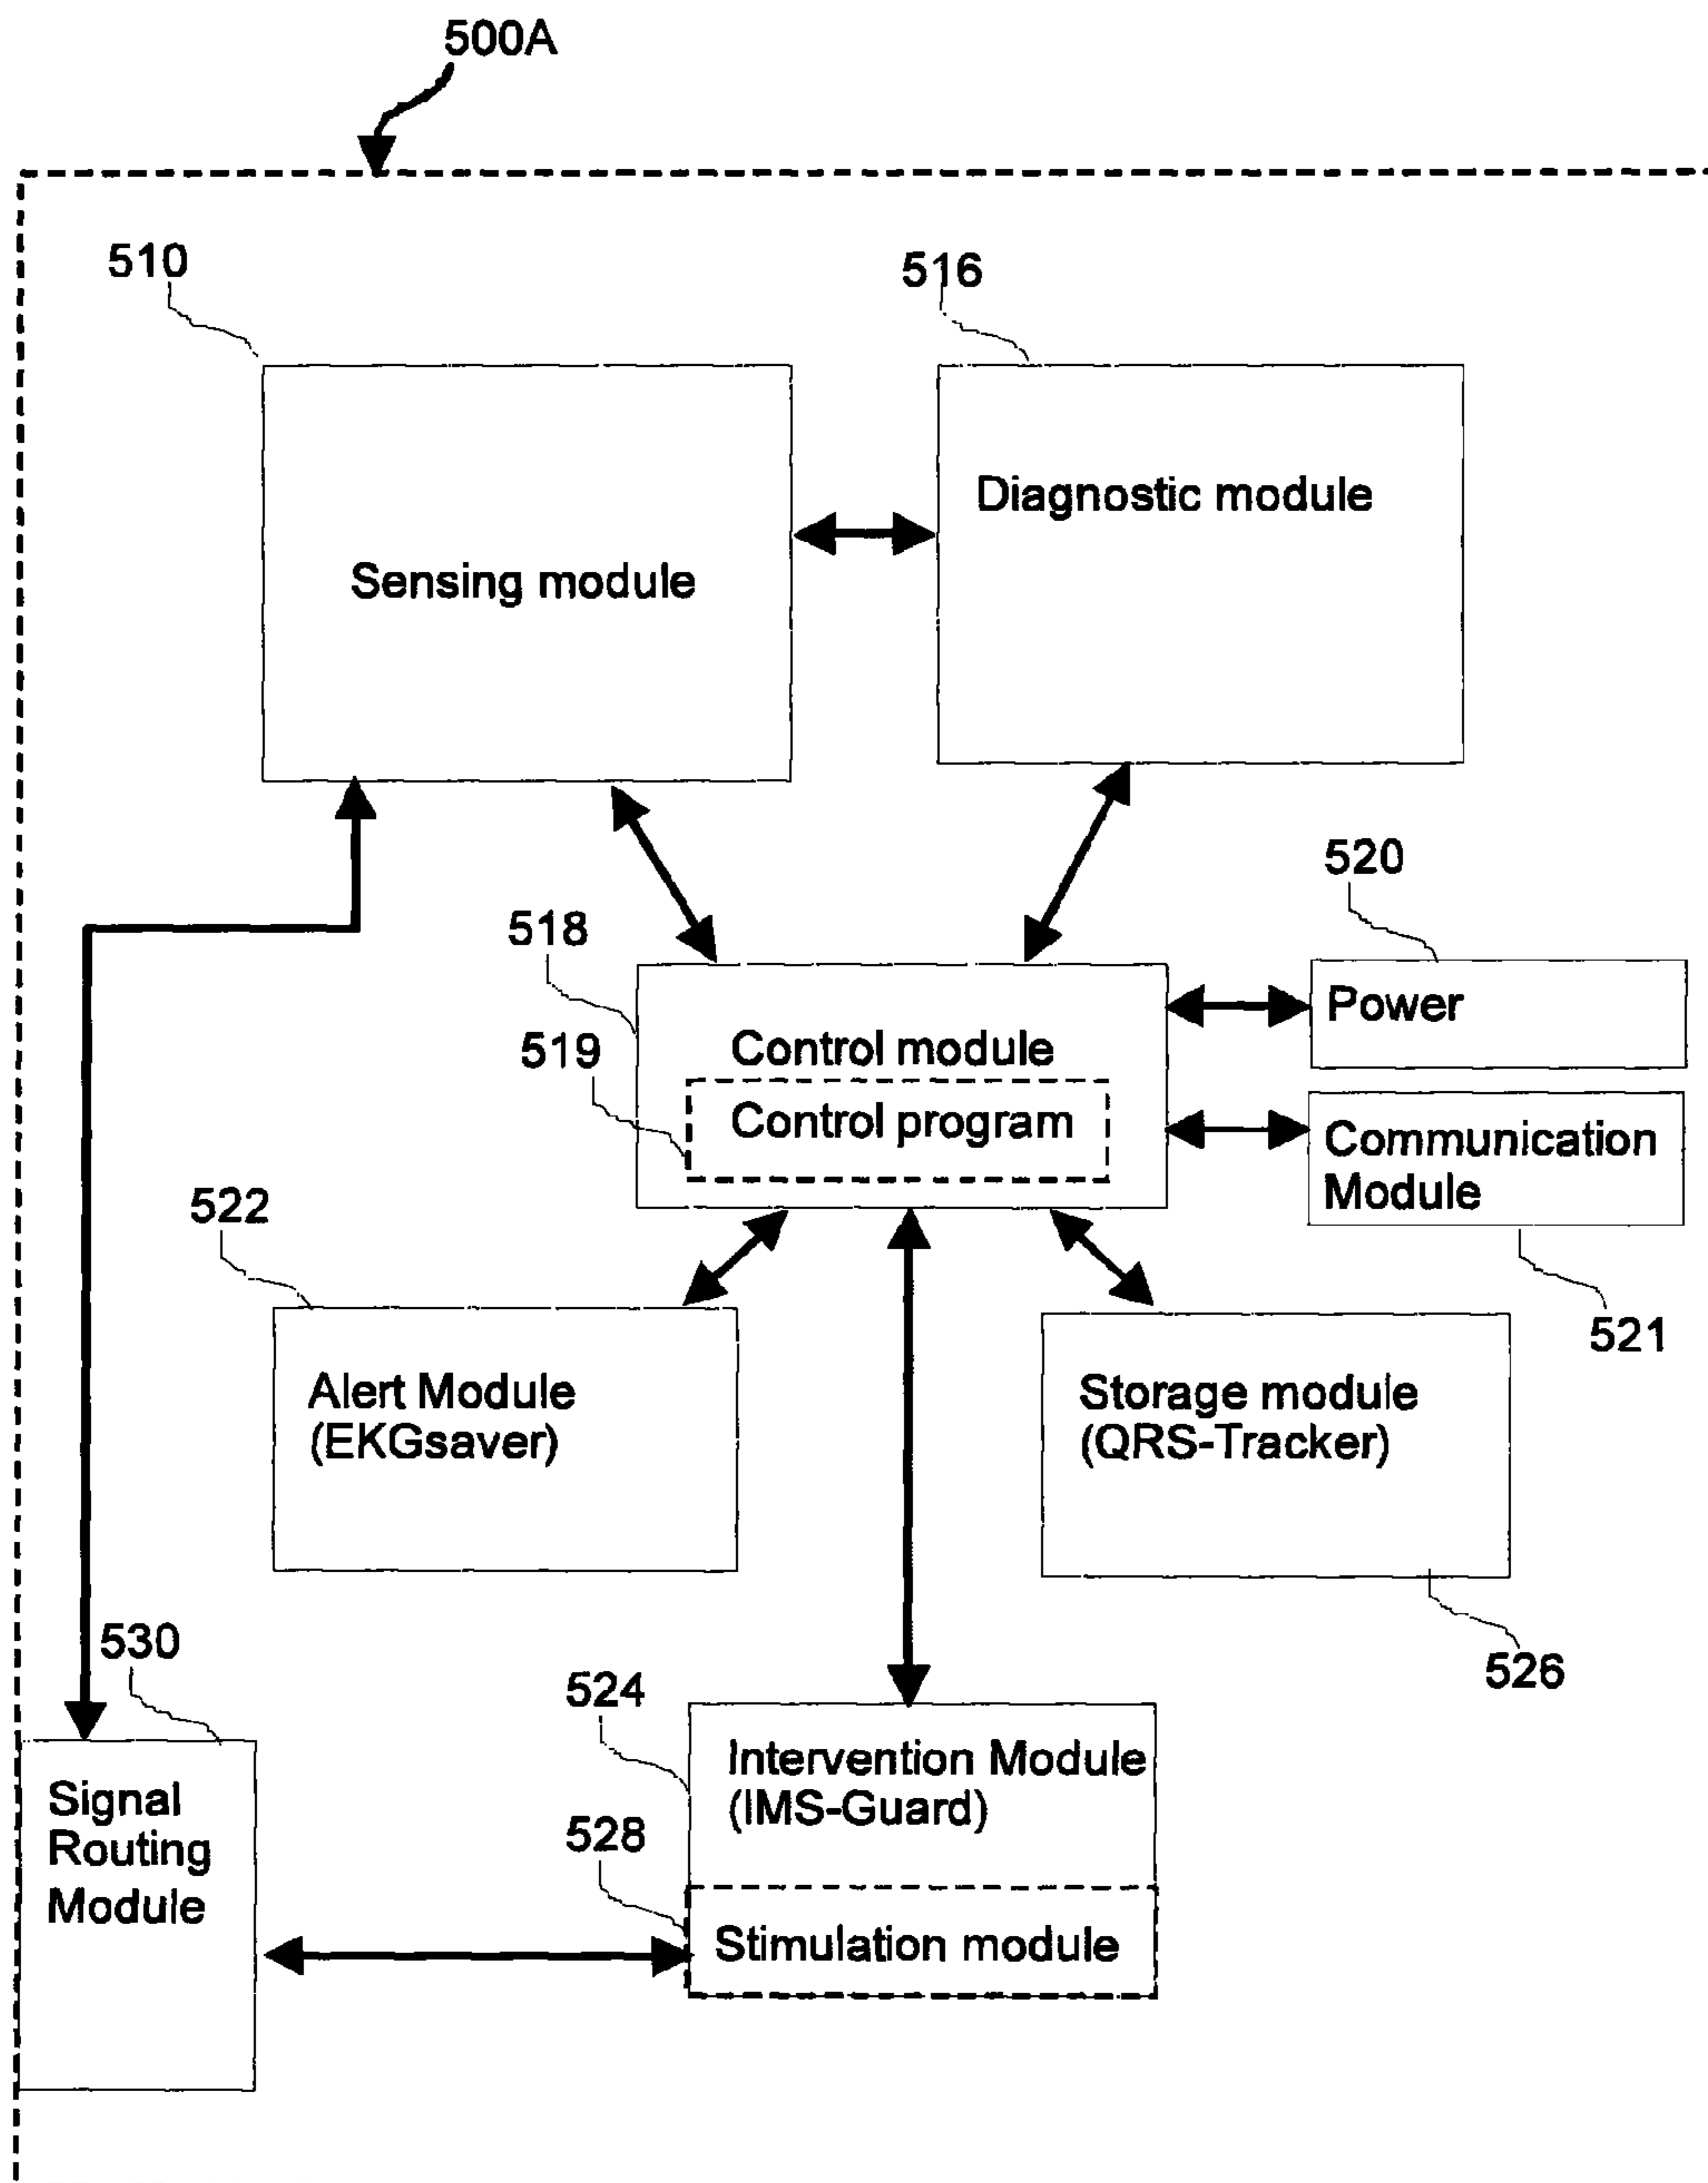 500A
510
516
Diagnostic module
Sensing module
520
518
Power
519
Control module
Control program
Communication
Module
522
521
Alert Module
(EKGsaver)
Storage module
(QRS-Tracker)
530
526
524
Intervention Module
(IMS-Guard)
Signal
Routing
Module
528
Stimulation module